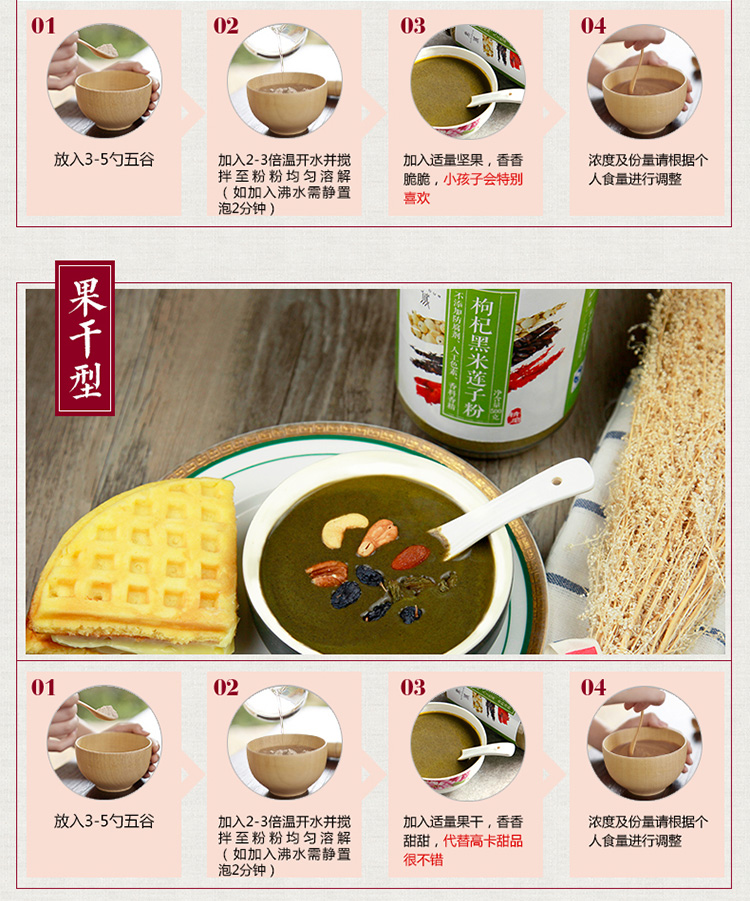 01
02
03
04
放入3-5勺五谷
加入2-3倍温开水并搅
拌至粉粉均匀溶解
（如加入沸水需静置
泡2分钟）
加入适量坚果，香香
脆脆，小孩子会特别
喜欢
浓度及份量请根据个
人食量进行调整
果干型
枸杞黑米莲子粉
不添加防腐剂、人工色素、香料香精
净含量500克
01
02
03
04
放入3-5勺五谷
加入2-3倍温开水并搅
拌至粉粉均匀溶解
（如加入沸水需静置
泡2分钟）
加入适量果干，香香
甜甜，代替高卡甜品
很不错
浓度及份量请根据个
人食量进行调整